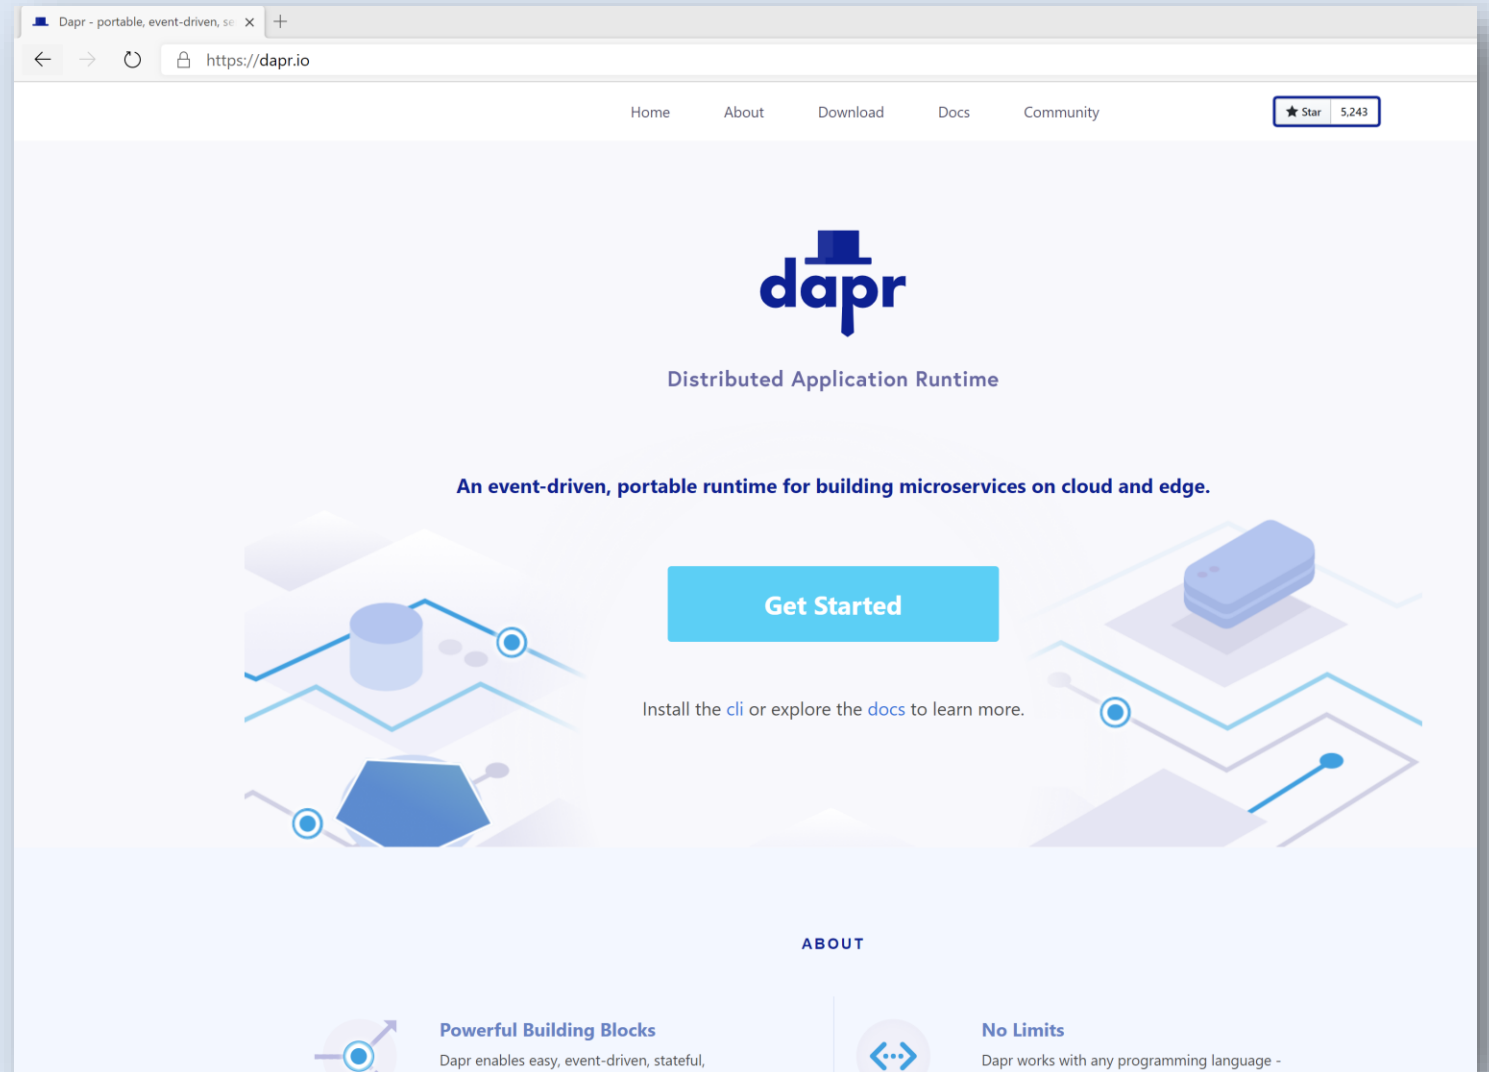 Dapr - portable, event-driven, se
https://dapr.io
Home About Download Docs Community
Star 5,243
dapr
Distributed Application Runtime
An event-driven, portable runtime for building microservices on cloud and edge.
Get Started
Install the cli or explore the docs to learn more.
ABOUT
Powerful Building Blocks
Dapr enables easy, event-driven, stateful,
No Limits
Dapr works with any programming language -